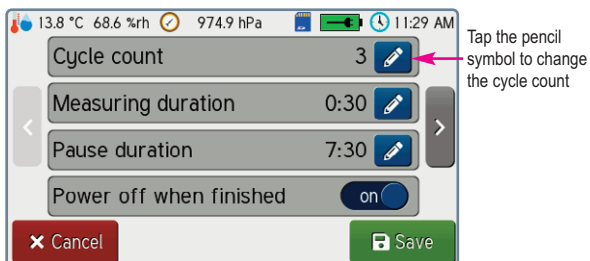 13.8 °C 68.6 %rh 974.9 hPa 11:29 AM
Cycle count 3
Measuring duration 0:30
Pause duration 7:30
Power off when finished on
Cancel Save
Tap the pencil
symbol to change
the cycle count